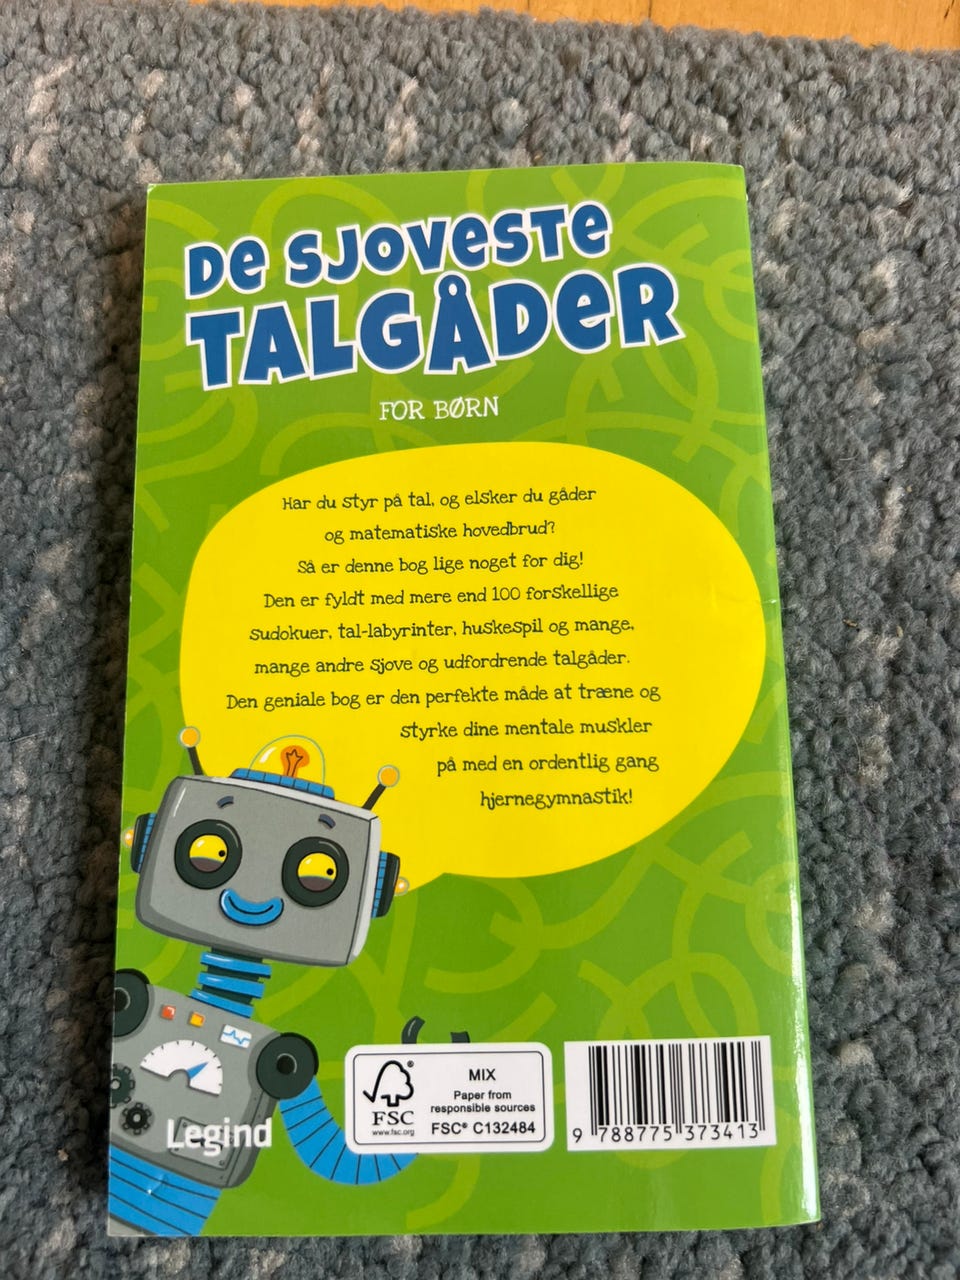 De sjoveste
Talgåder
FOR BØRN
Har du styr på tal, og elsker du gåder
og matematiske hovedbrud?
Så er denne bog lige noget for dig!
Den er fyldt med mere end 100 forskellige
sudokuer, tal-labyrinter, huskespil og mange,
mange andre sjove og udfordrende talgåder.
Den geniale bog er den perfekte måde at træne og
styrke dine mentale muskler
på med en ordentlig gang
hjernegymnastik!
Legind
FSC
www.fsc.org
MIX
Paper from
responsible sources
FSC® C132484
9 788775 373413